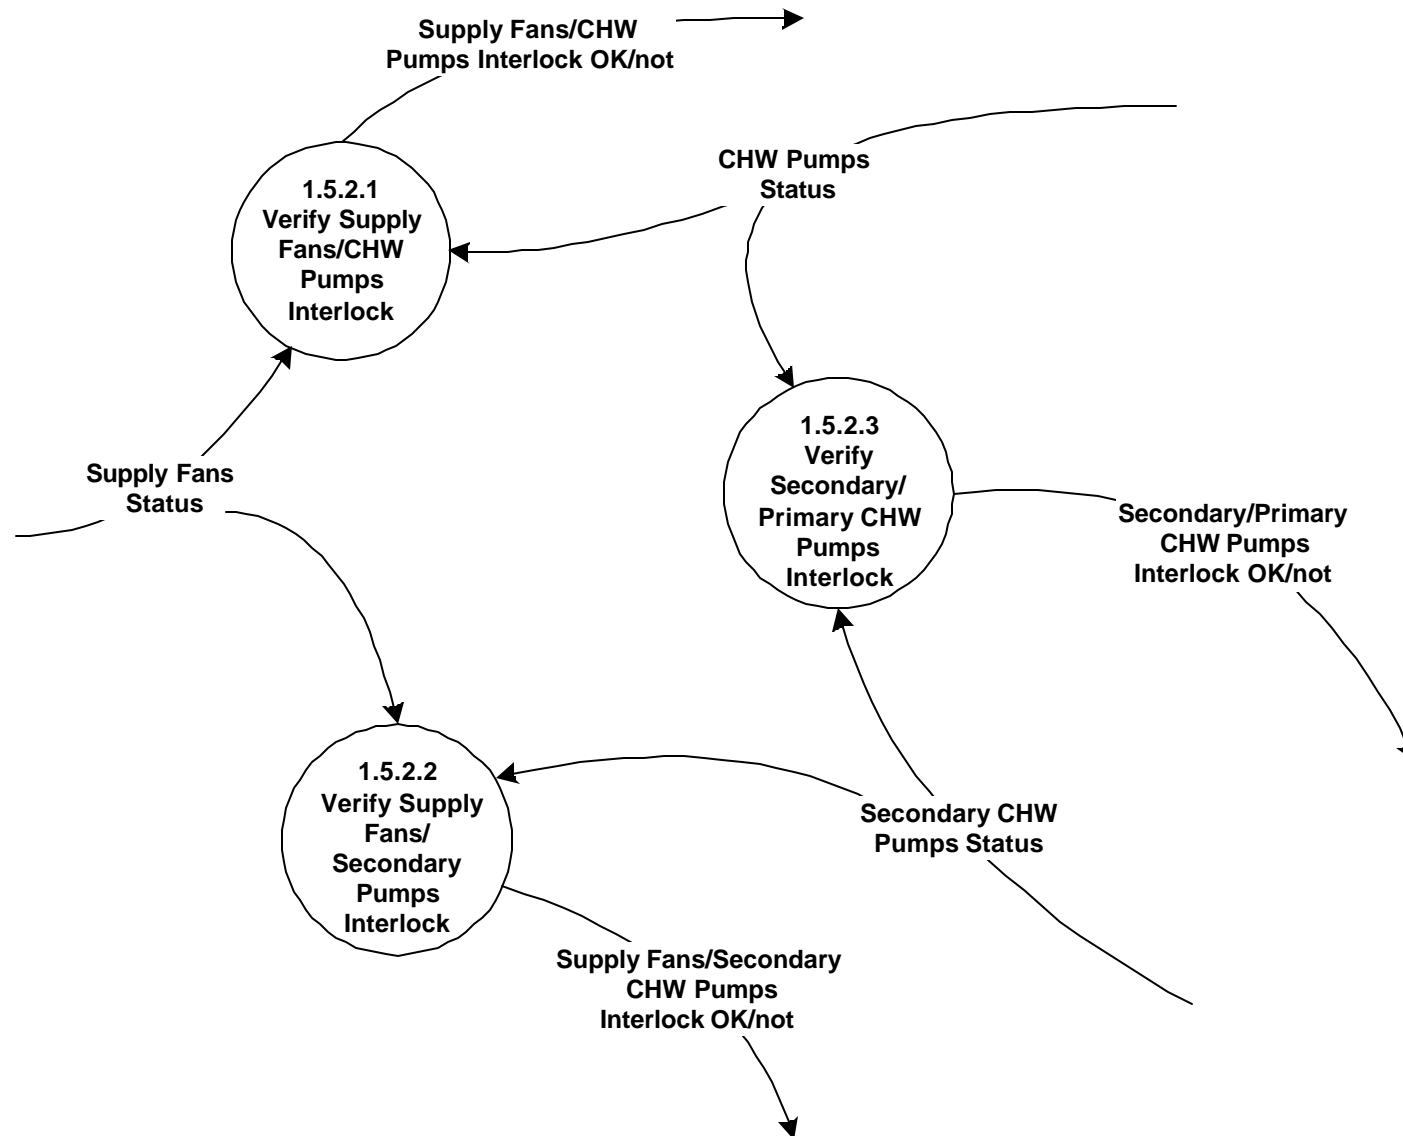 Supply Fans/CHW
Pumps Interlock OK/not
CHW Pumps
Status
1.5.2.1
Verify Supply
Fans/CHW
Pumps
Interlock
1.5.2.3
Verify
Secondary/
Primary CHW
Pumps
Interlock
Supply Fans
Status
Secondary/Primary
CHW Pumps
Interlock OK/not
1.5.2.2
Verify Supply
Fans/
Secondary
Pumps
Interlock
Secondary CHW
Pumps Status
Supply Fans/Secondary
CHW Pumps
Interlock OK/not